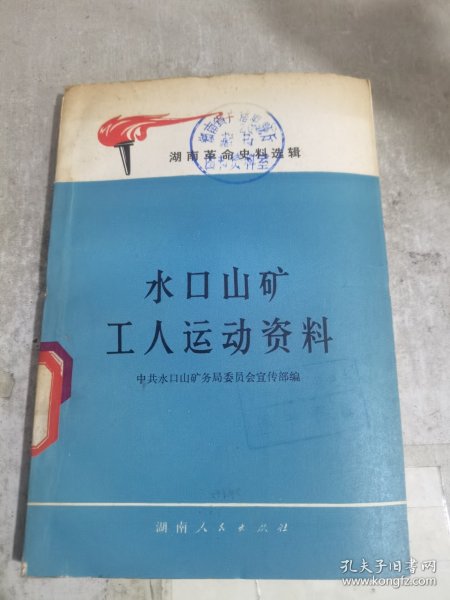 湖南革命史料选辑
水口山矿
工人运动资料
中共水口山矿务局委员会宣传部编
湖南人民出版社
孔夫子旧书网
www.kongfz.com